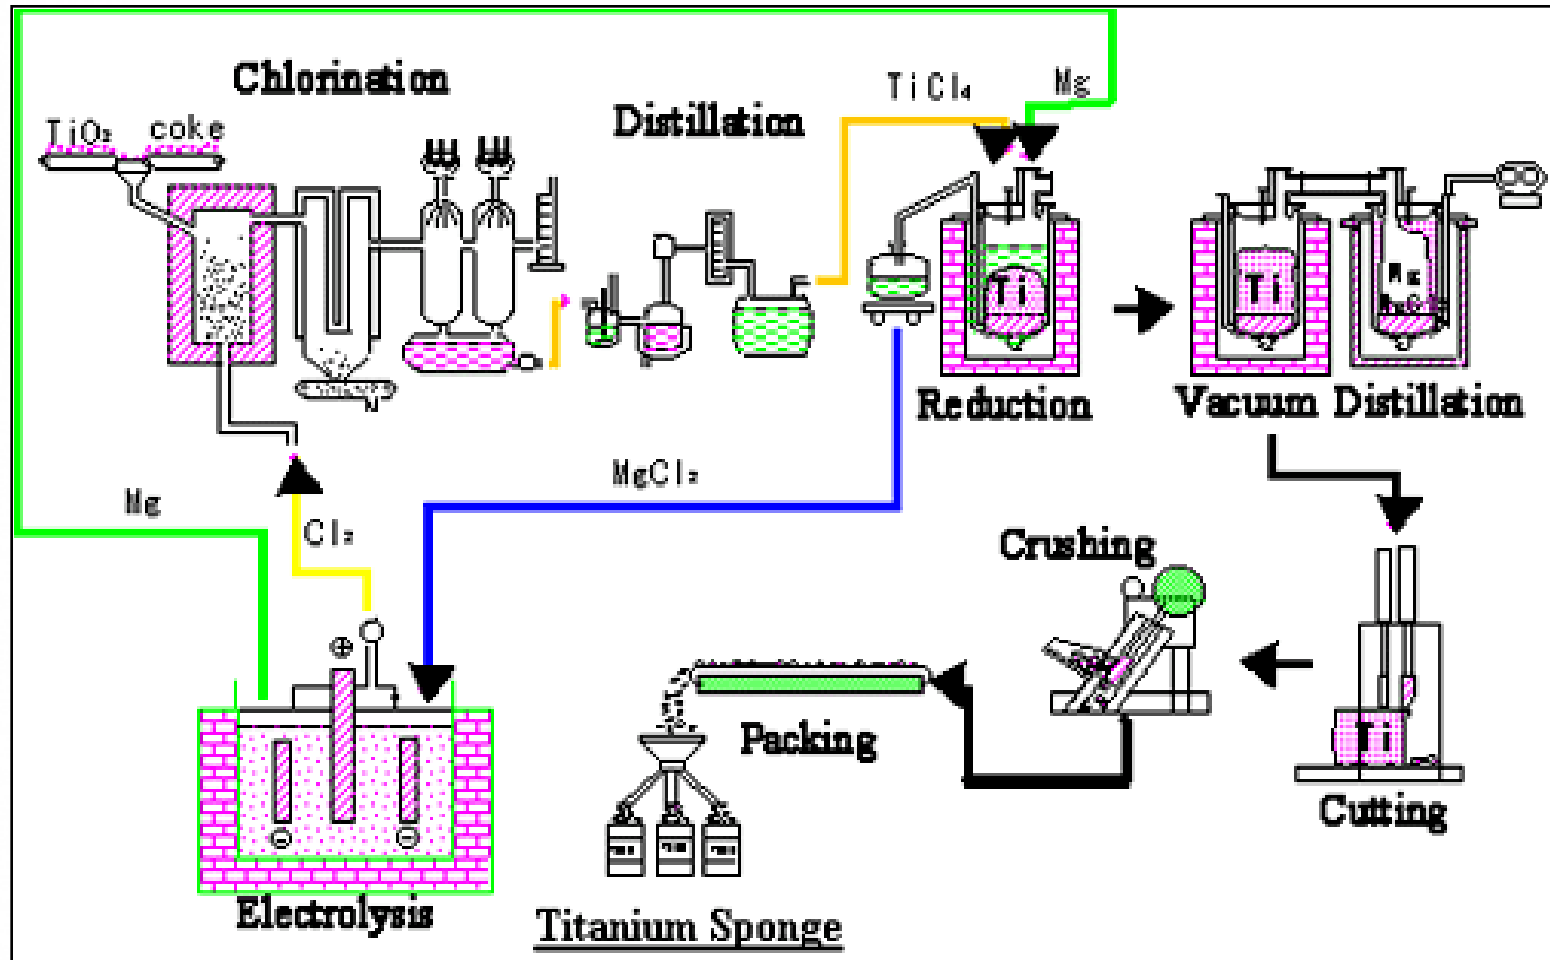 Chlorination
TiO₂ coke
Distillation
TiCl₄
Mg
Ti
Ti
Reduction
Vacuum Distillation
MgCl₂
Mg
Cl₂
Crushing
Packing
Ti
Cutting
Electrolysis
Titanium Sponge